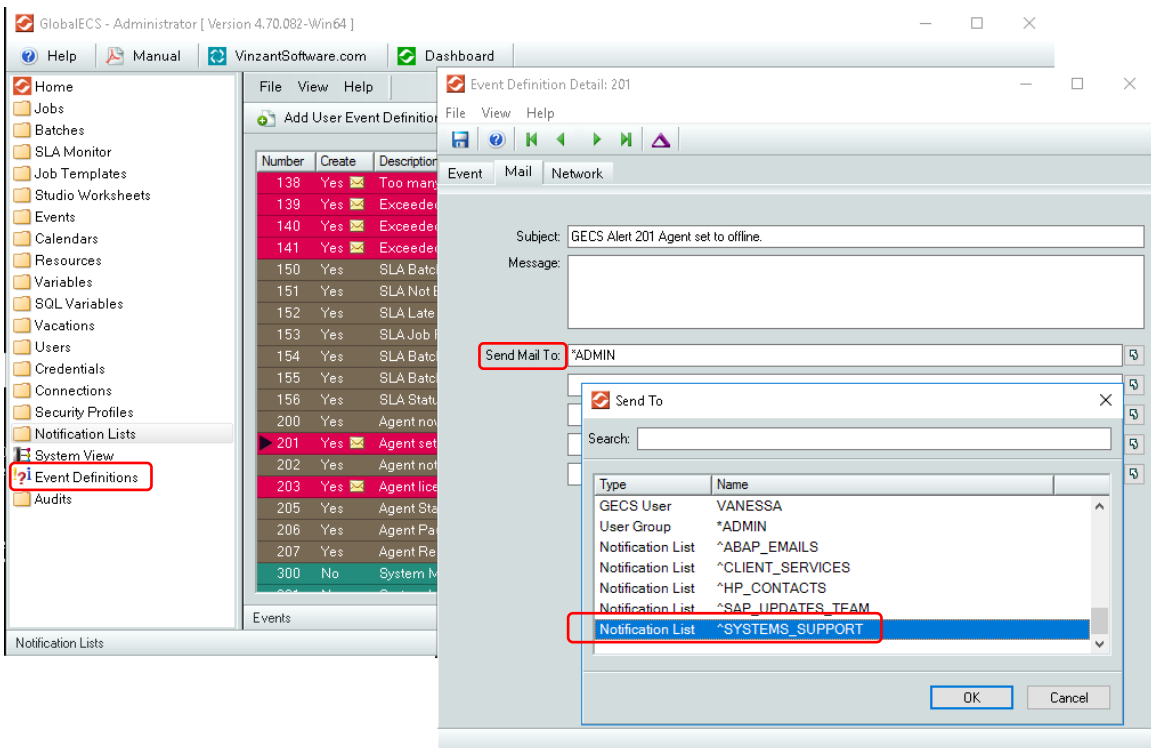 GlobalECS - Administrator [ Version 4.70.082-Win64 ]
Help Manual VinzantSoftware.com Dashboard
Home
Jobs
Batches
SLA Monitor
Job Templates
Studio Worksheets
Events
Calendars
Resources
Variables
SQL Variables
Vacations
Users
Credentials
Connections
Security Profiles
Notification Lists
System View
Event Definitions
Audits
Notification Lists
File View Help
Add User Event Definition
Number Create Description
138 Yes Too many
139 Yes Exceeded
140 Yes Exceeded
141 Yes Exceeded
150 Yes SLA Batc
151 Yes SLA Not
152 Yes SLA Late
153 Yes SLA Job
154 Yes SLA Batc
155 Yes SLA Batc
156 Yes SLA Statu
200 Yes Agent no
201 Yes Agent set
202 Yes Agent not
203 Yes Agent lice
205 Yes Agent Sta
206 Yes Agent Pa
207 Yes Agent Re
300 No System
Events
Event Definition Detail: 201
File View Help
Event Mail Network
Subject: GECS Alert 201 Agent set to offline.
Message:
Send Mail To: *ADMIN
Send To
Search:
Type Name
GECS User VANESSA
User Group *ADMIN
Notification List ^ABAP_EMAILS
Notification List ^CLIENT_SERVICES
Notification List ^HP_CONTACTS
Notification List ^SAP_UPDATES_TEAM
Notification List ^SYSTEMS_SUPPORT
OK Cancel